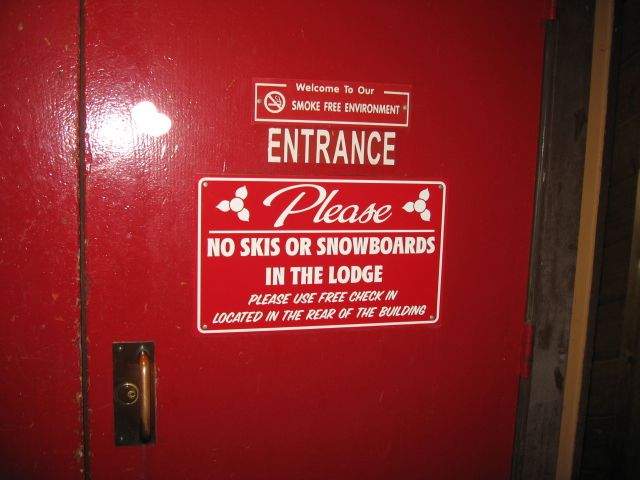 Welcome To Our
SMOKE FREE ENVIRONMENT
ENTRANCE
Please
NO SKIS OR SNOWBOARDS
IN THE LODGE
PLEASE USE FREE CHECK IN
LOCATED IN THE REAR OF THE BUILDING